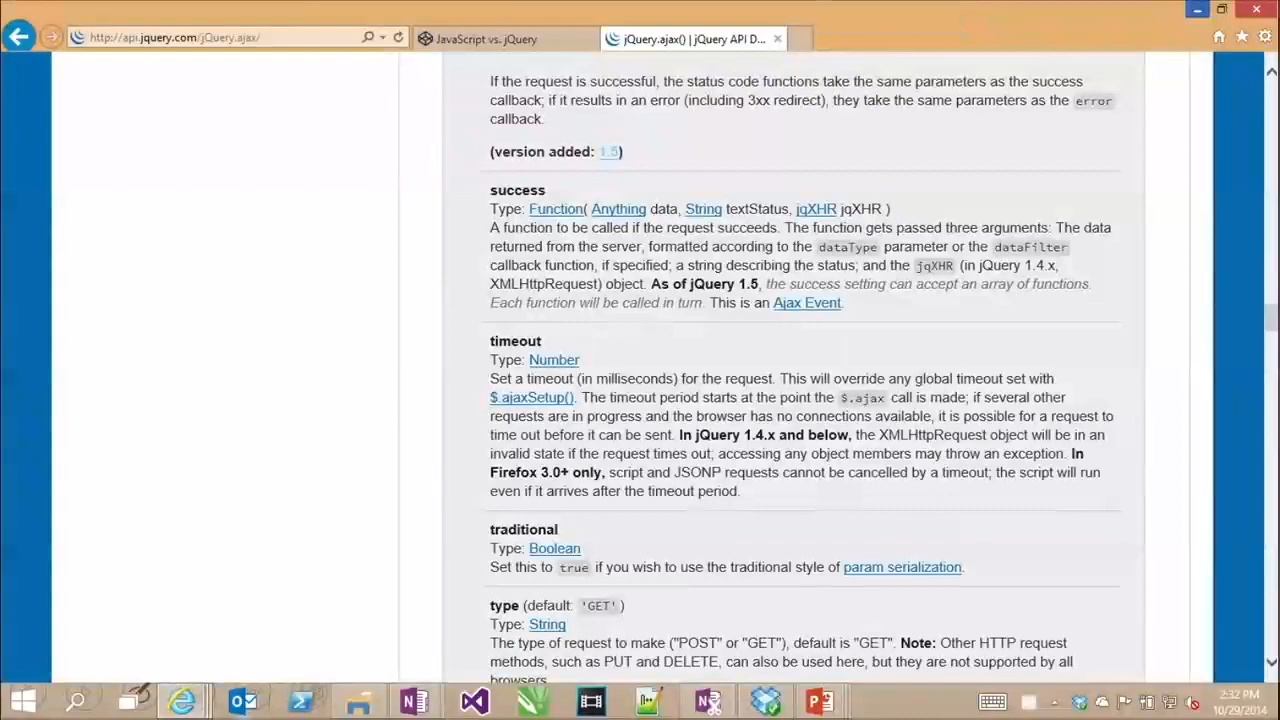 http://api.jquery.com/jQuery.ajax/
JavaScript vs. jQuery
jQuery.ajax() | jQuery API D...
If the request is successful, the status code functions take the same parameters as the success
callback; if it results in an error (including 3xx redirect), they take the same parameters as the error
callback.
(version added: 1.5)
success
Type: Function( Anything data, String textStatus, jqXHR jqXHR )
A function to be called if the request succeeds. The function gets passed three arguments: The data
returned from the server, formatted according to the dataType parameter or the dataFilter
callback function, if specified; a string describing the status; and the jqXHR (in jQuery 1.4.x,
XMLHttpRequest) object. As of jQuery 1.5, the success setting can accept an array of functions.
Each function will be called in turn. This is an Ajax Event.
timeout
Type: Number
Set a timeout (in milliseconds) for the request. This will override any global timeout set with
$.ajaxSetup(). The timeout period starts at the point the $.ajax call is made; if several other
requests are in progress and the browser has no connections available, it is possible for a request to
time out before it can be sent. In jQuery 1.4.x and below, the XMLHttpRequest object will be in an
invalid state if the request times out; accessing any object members may throw an exception. In
Firefox 3.0+ only, script and JSONP requests cannot be cancelled by a timeout; the script will run
even if it arrives after the timeout period.
traditional
Type: Boolean
Set this to true if you wish to use the traditional style of param serialization.
type (default: 'GET')
Type: String
The type of request to make ("POST" or "GET"), default is "GET". Note: Other HTTP request
methods, such as PUT and DELETE, can also be used here, but they are not supported by all
browsers.
2:32 PM
10/29/2014